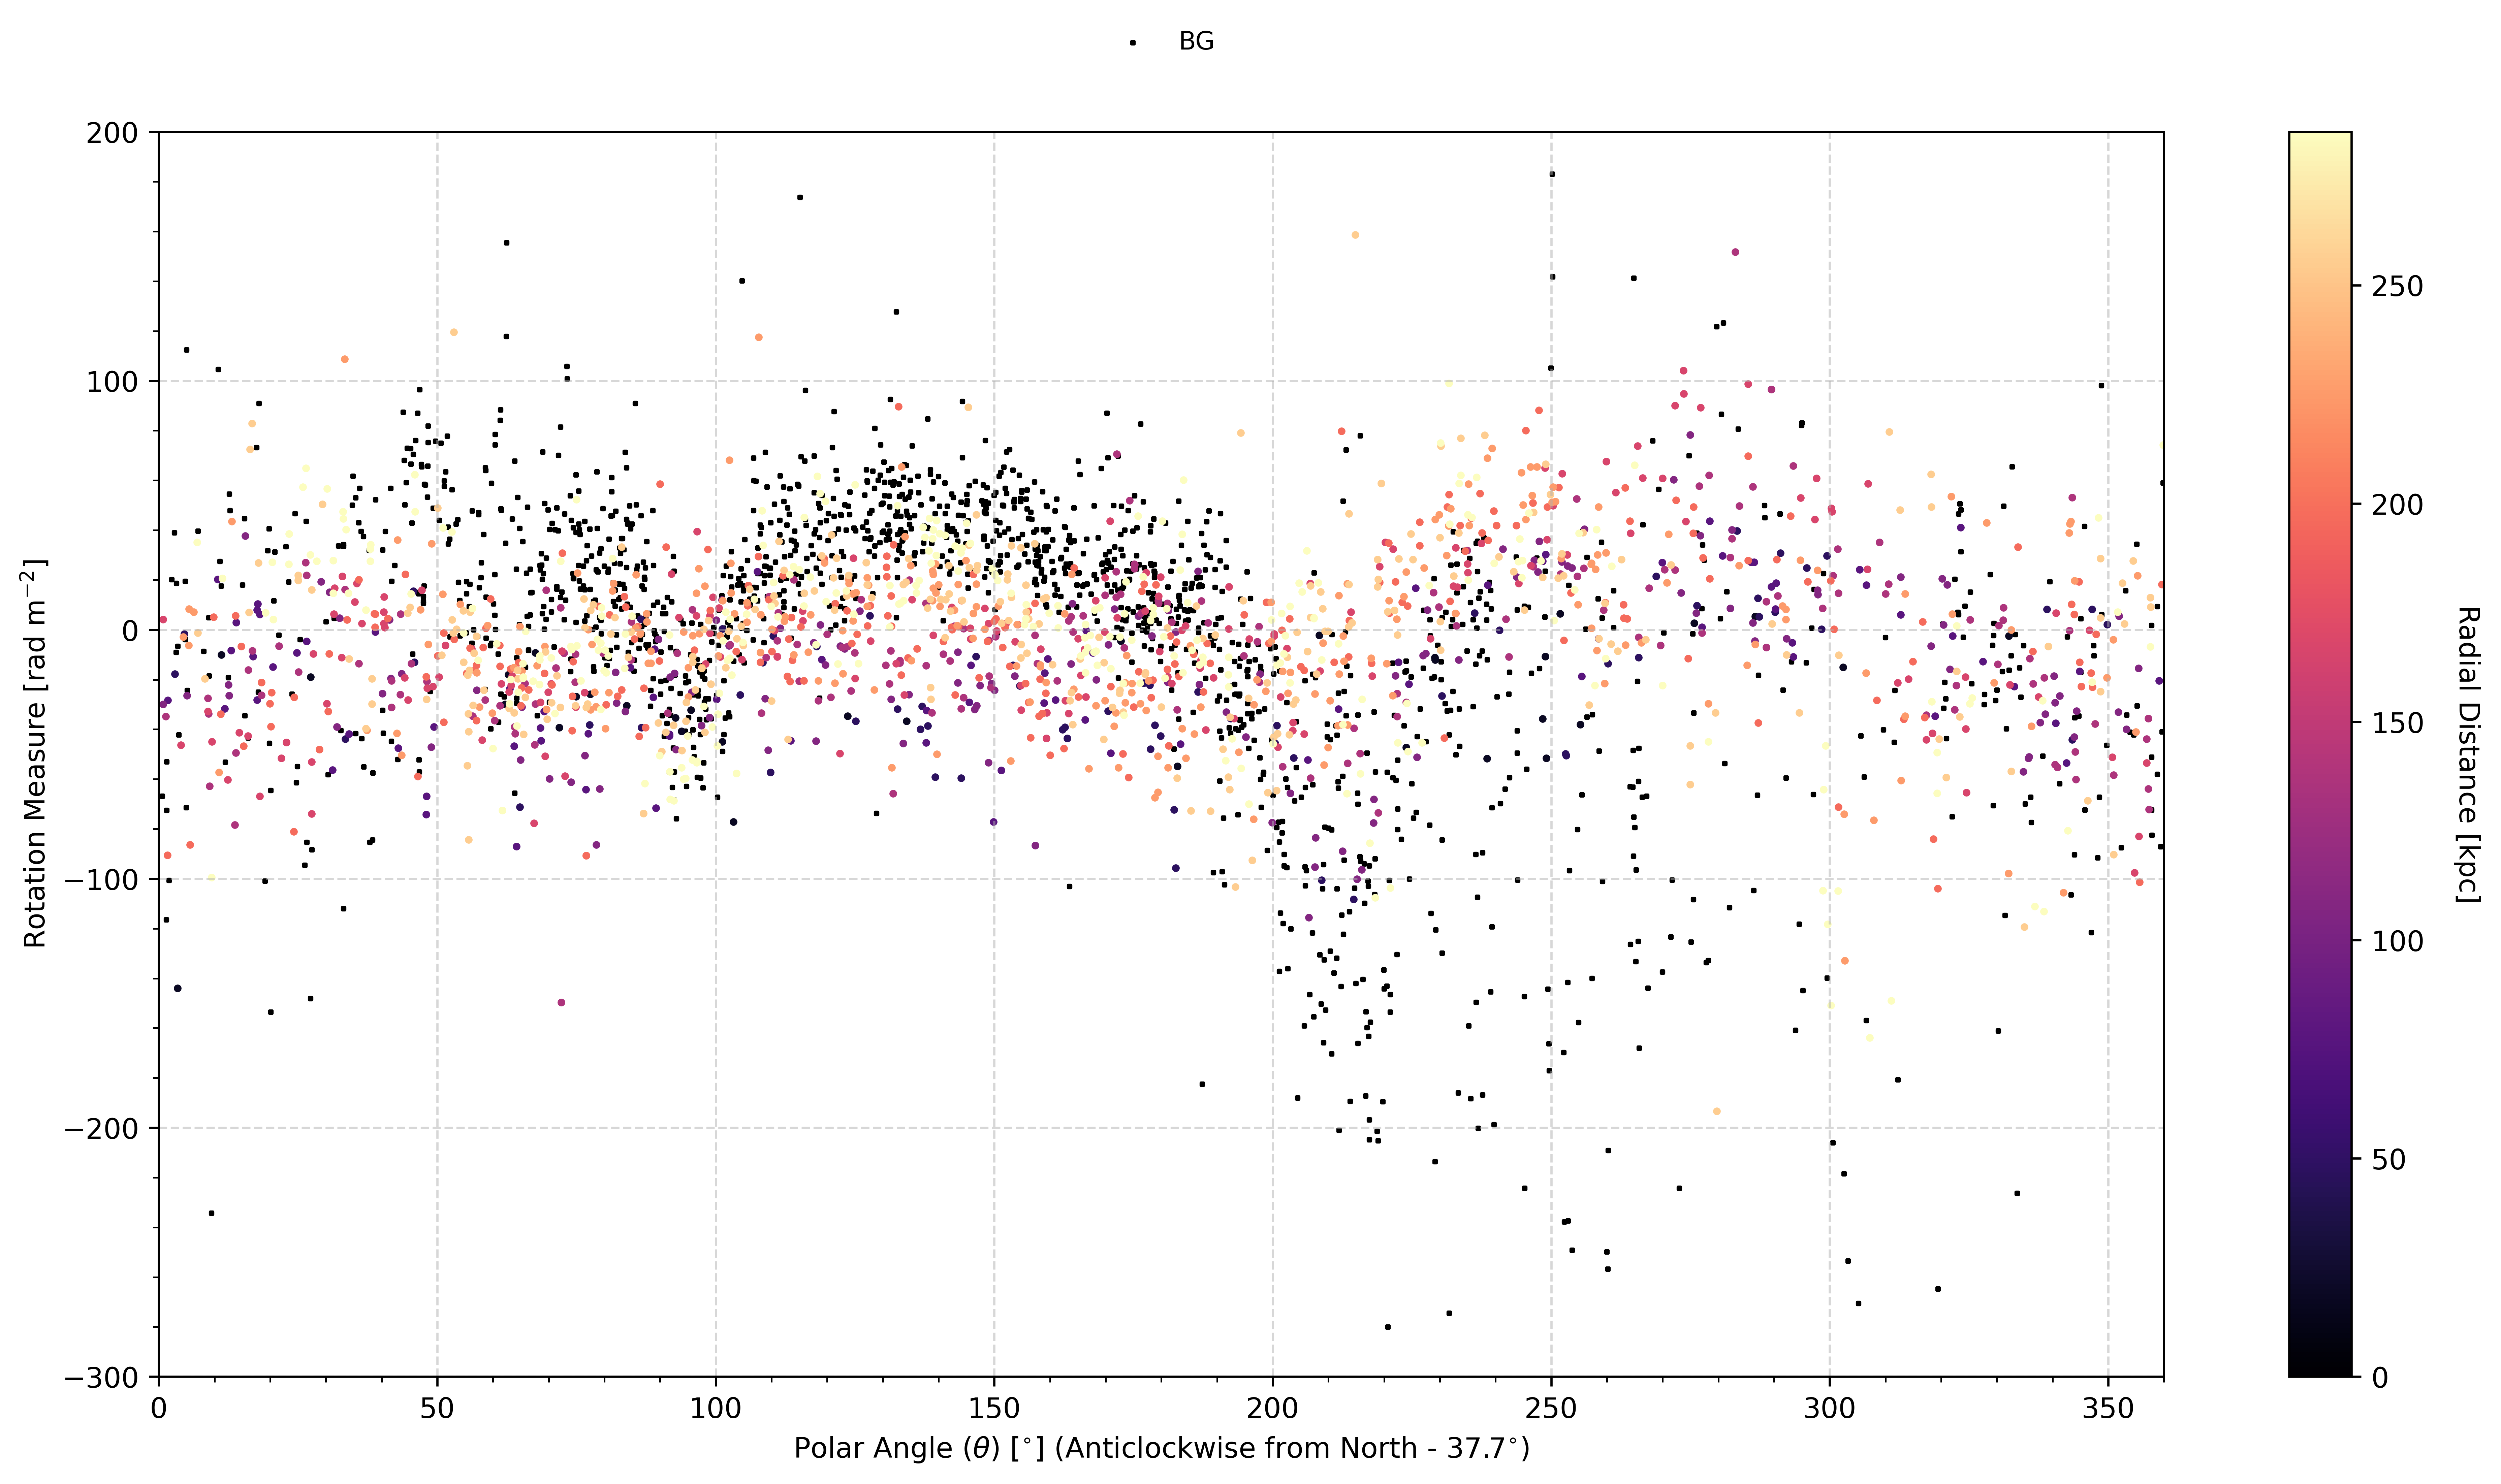 BG
Rotation Measure [rad m⁻²]
200
100
0
−100
−200
−300
0 50 100 150 200 250 300 350
Polar Angle (θ) [°] (Anticlockwise from North - 37.7°)
250
200
150
100
50
0
Radial Distance [kpc]